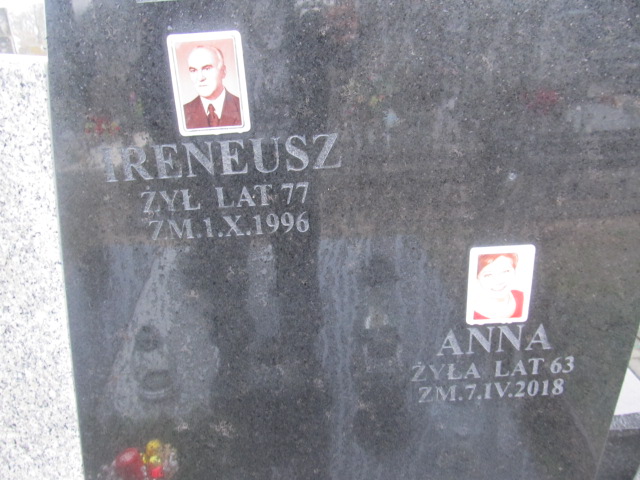 IRENEUSZ
ŻYŁ LAT 77
ZM.1.X.1996
ANNA
ŻYŁA LAT 63
ZM.7.IV.2018